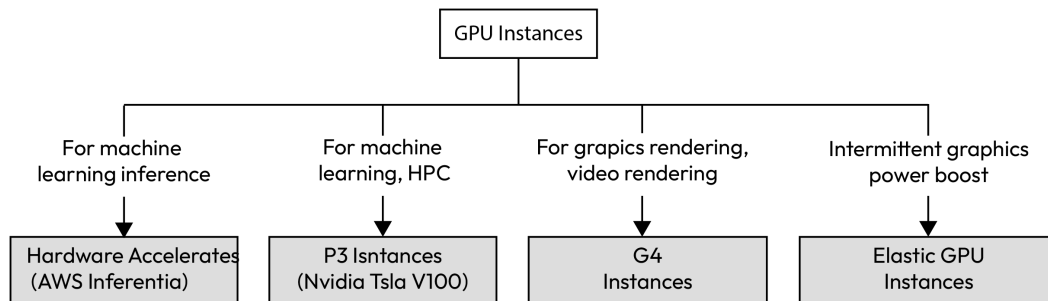 GPU Instances
For machine
learning inference
For machine
learning, HPC
For grapics rendering,
video rendering
Intermittent graphics
power boost
Hardware Accelerates
(AWS Inferentia)
P3 Isntances
(Nvidia Tsla V100)
G4
Instances
Elastic GPU
Instances